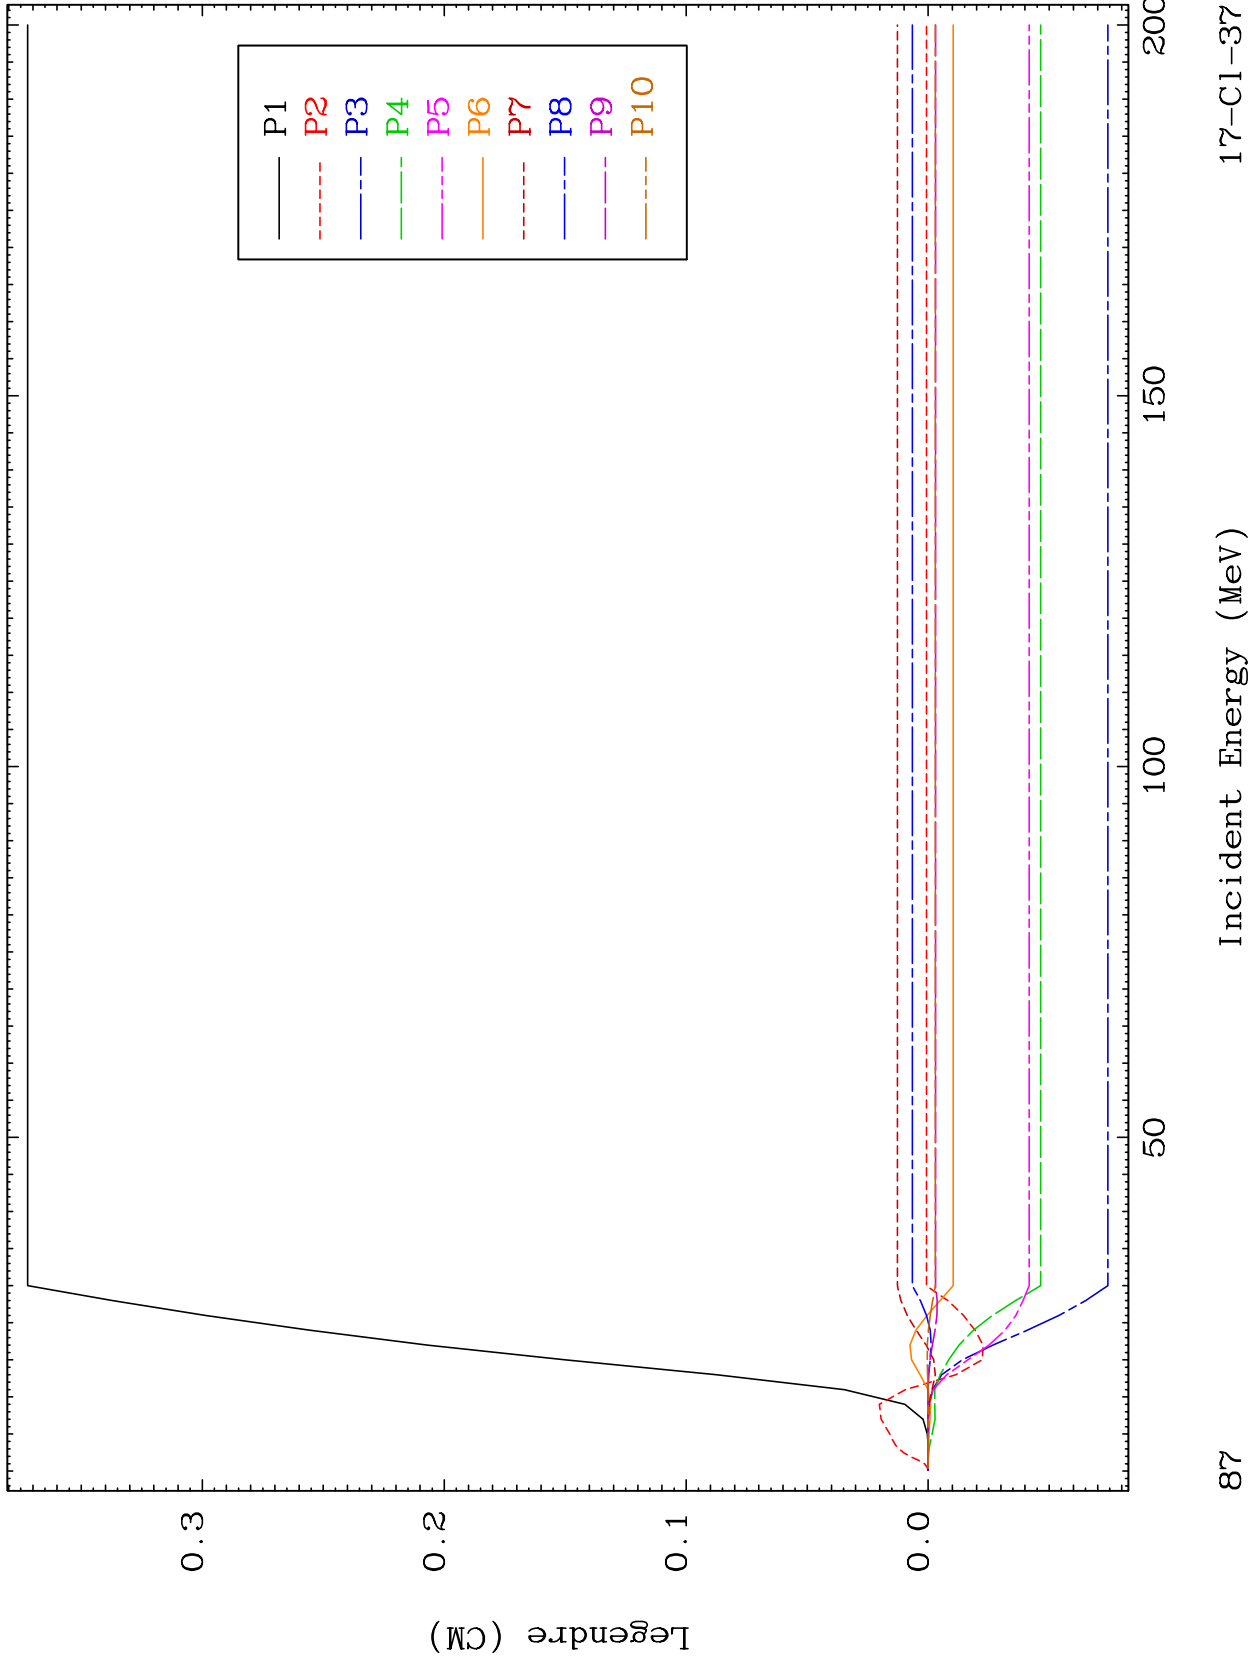 Legendre (CM)
0.3
0.2
0.1
0.0
P1
P2
P3
P4
P5
P6
P7
P8
P9
P10
50
100
150
200
Incident Energy (MeV)
87
17-Cl-37